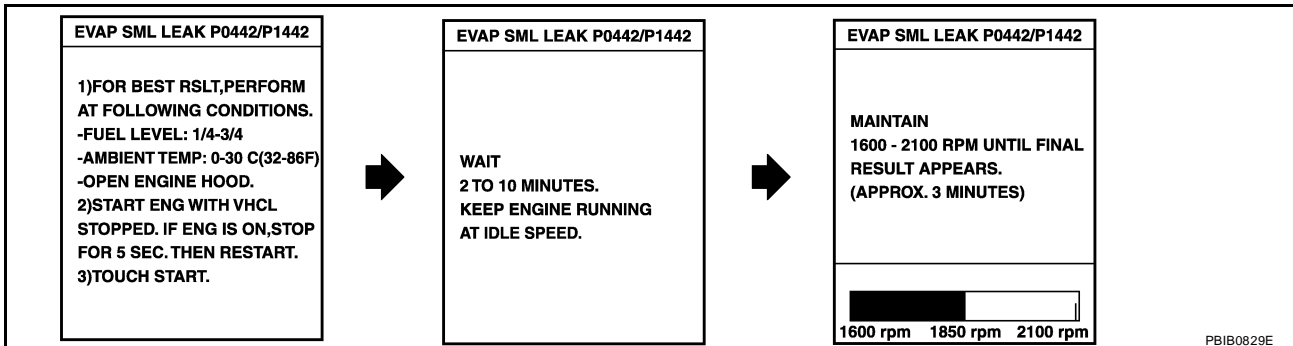 EVAP SML LEAK P0442/P1442
1)FOR BEST RSLT,PERFORM
AT FOLLOWING CONDITIONS.
-FUEL LEVEL: 1/4-3/4
-AMBIENT TEMP: 0-30 C(32-86F)
-OPEN ENGINE HOOD.
2)START ENG WITH VHCL
STOPPED. IF ENG IS ON,STOP
FOR 5 SEC. THEN RESTART.
3)TOUCH START.
EVAP SML LEAK P0442/P1442
WAIT
2 TO 10 MINUTES.
KEEP ENGINE RUNNING
AT IDLE SPEED.
EVAP SML LEAK P0442/P1442
MAINTAIN
1600 - 2100 RPM UNTIL FINAL
RESULT APPEARS.
(APPROX. 3 MINUTES)
1600 rpm 1850 rpm 2100 rpm
PBIB0829E